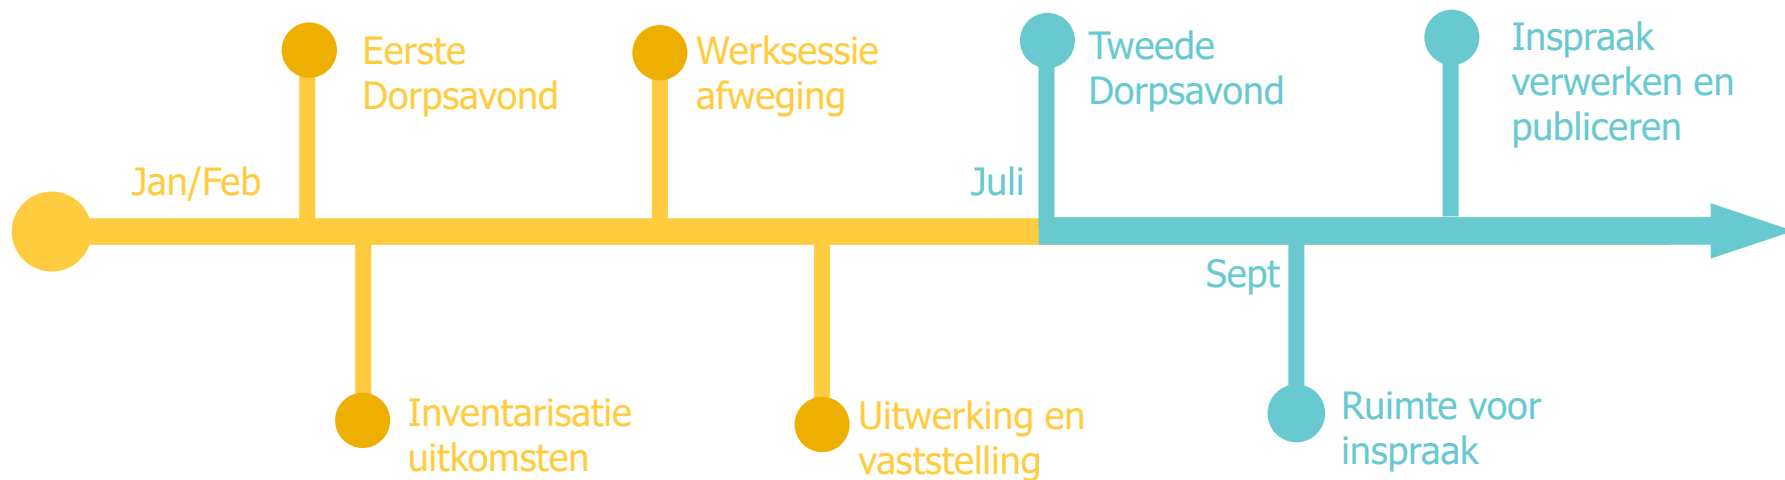 Jan/Feb
Eerste
Dorpsavond
Inventarisatie
uitkomsten
Werksessie
afweging
Uitwerking en
vaststelling
Juli
Tweede
Dorpsavond
Sept
Ruimte voor
inspraak
Inspraak
verwerken en
publiceren